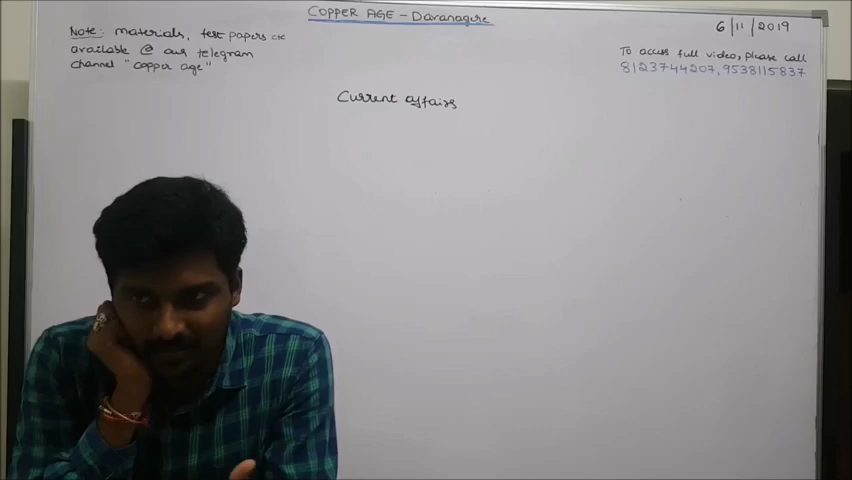 COPPER AGE - Davanagere
6/11/2019
Note: materials, test papers etc
available @ our telegram
channel "copper age"
To access full video, please call
8123744207, 9538115837
Current affairs